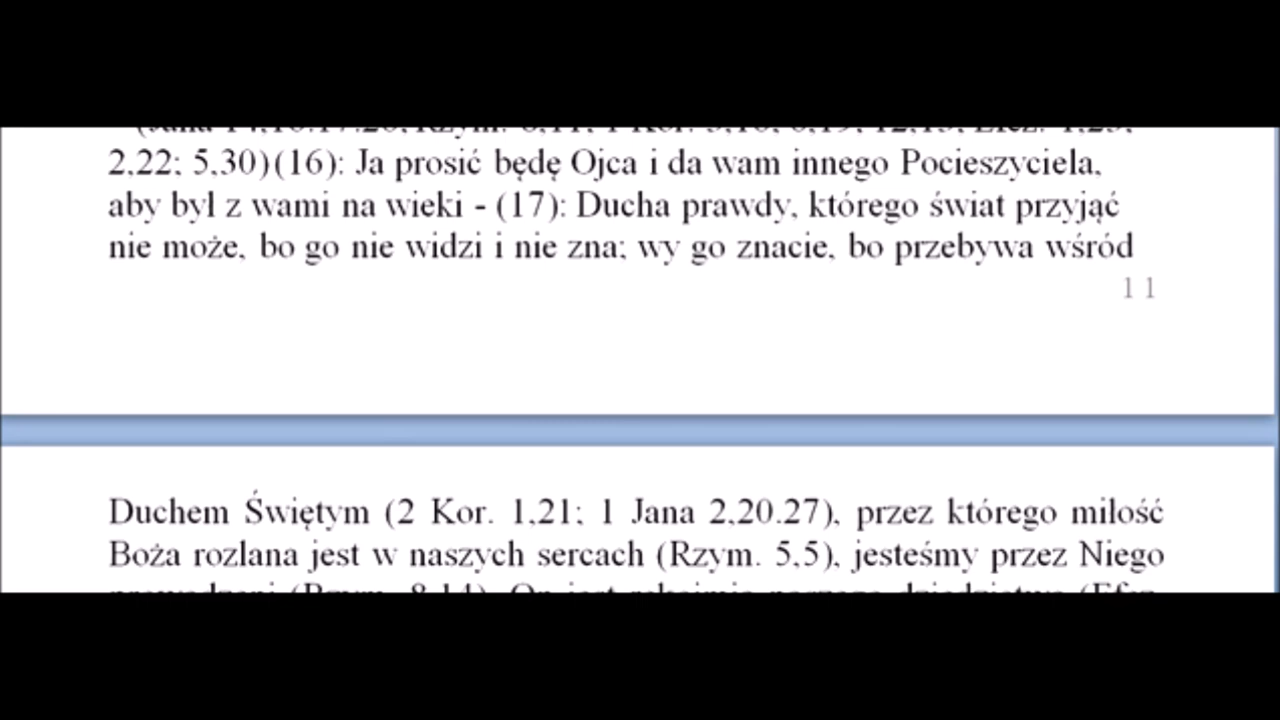 2,22; 5,30)(16): Ja prosić będę Ojca i da wam innego Pocieszyciela,
aby był z wami na wieki - (17): Ducha prawdy, którego świat przyjąć
nie może, bo go nie widzi i nie zna; wy go znacie, bo przebywa wśród
11
Duchem Świętym (2 Kor. 1,21; 1 Jana 2,20.27), przez którego miłość
Boża rozlana jest w naszych sercach (Rzym. 5,5), jesteśmy przez Niego